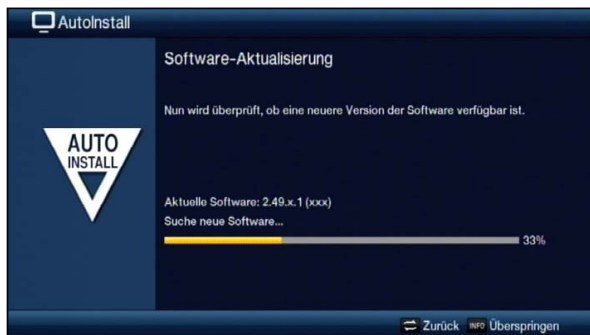 AutoInstall
Software-Aktualisierung
Nun wird überprüft, ob eine neuere Version der Software verfügbar ist.
AUTO
INSTALL
Aktuelle Software: 2.49.x.1 (xxx)
Suche neue Software...
33%
Zurück INFO Überspringen